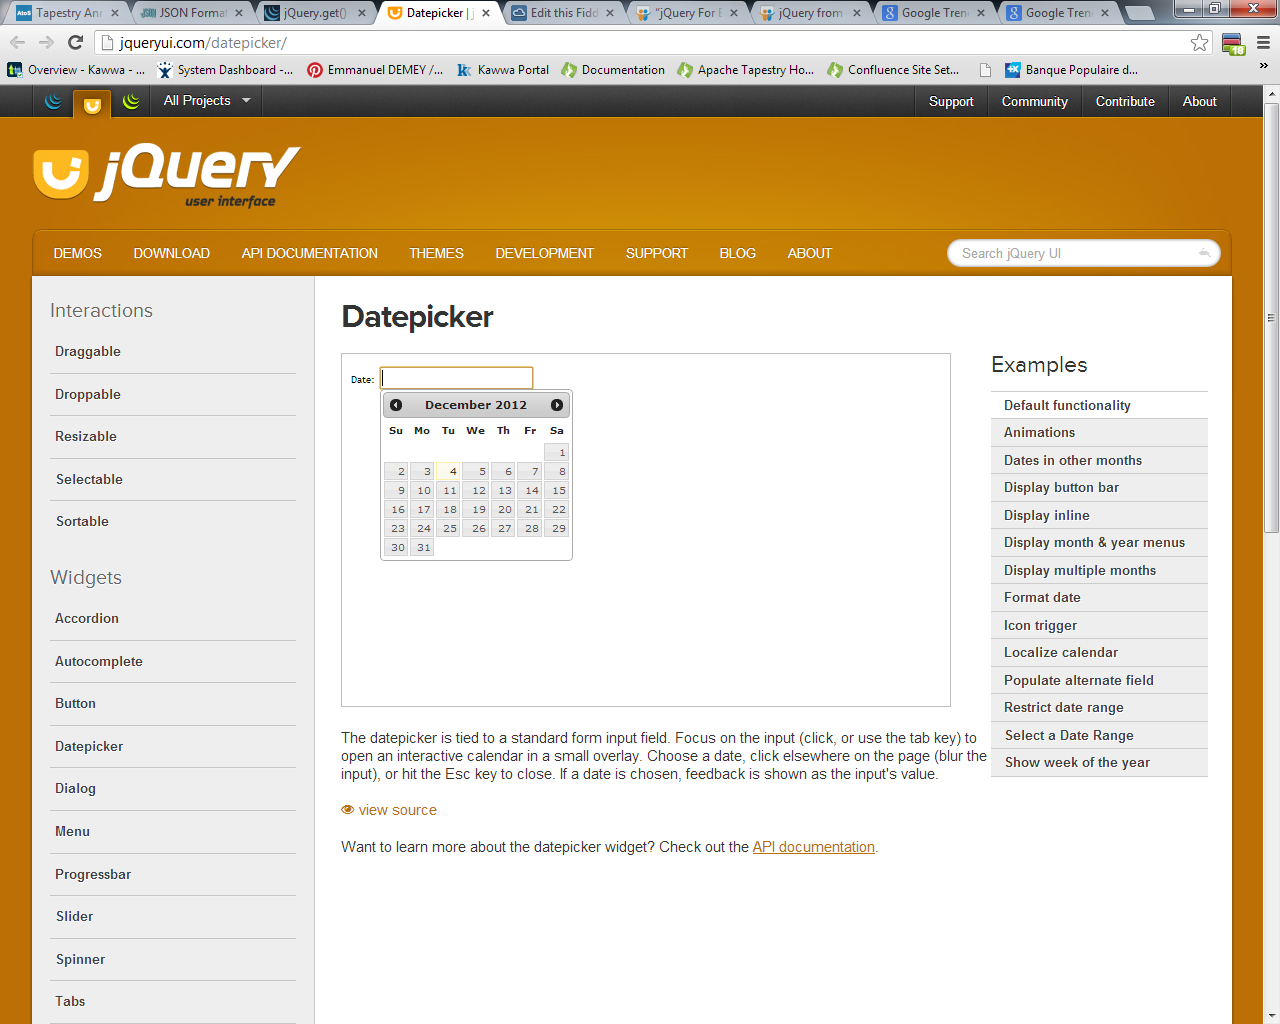 Tapestry Ann
JSON Format
jQuery.get()
Datepicker | j
Edit this Fidd
"jQuery For E
jQuery from
Google Tren
Google Tren
jqueryui.com/datepicker/
18
Overview - Kawwa - ...
System Dashboard -...
Emmanuel DEMEY /...
Kawwa Portal
Documentation
Apache Tapestry Ho...
Confluence Site Set...
Banque Populaire d...
»
All Projects
Support
Community
Contribute
About
jQuery
user interface
DEMOS
DOWNLOAD
API DOCUMENTATION
THEMES
DEVELOPMENT
SUPPORT
BLOG
ABOUT
Search jQuery UI
Interactions
Draggable
Droppable
Resizable
Selectable
Sortable
Widgets
Accordion
Autocomplete
Button
Datepicker
Dialog
Menu
Progressbar
Slider
Spinner
Tabs
Datepicker
Date:
December 2012
Su Mo Tu We Th Fr Sa
1
2 3 4 5 6 7 8
9 10 11 12 13 14 15
16 17 18 19 20 21 22
23 24 25 26 27 28 29
30 31
The datepicker is tied to a standard form input field. Focus on the input (click, or use the tab key) to
open an interactive calendar in a small overlay. Choose a date, click elsewhere on the page (blur the
input), or hit the Esc key to close. If a date is chosen, feedback is shown as the input's value.
view source
Want to learn more about the datepicker widget? Check out the API documentation.
Examples
Default functionality
Animations
Dates in other months
Display button bar
Display inline
Display month & year menus
Display multiple months
Format date
Icon trigger
Localize calendar
Populate alternate field
Restrict date range
Select a Date Range
Show week of the year